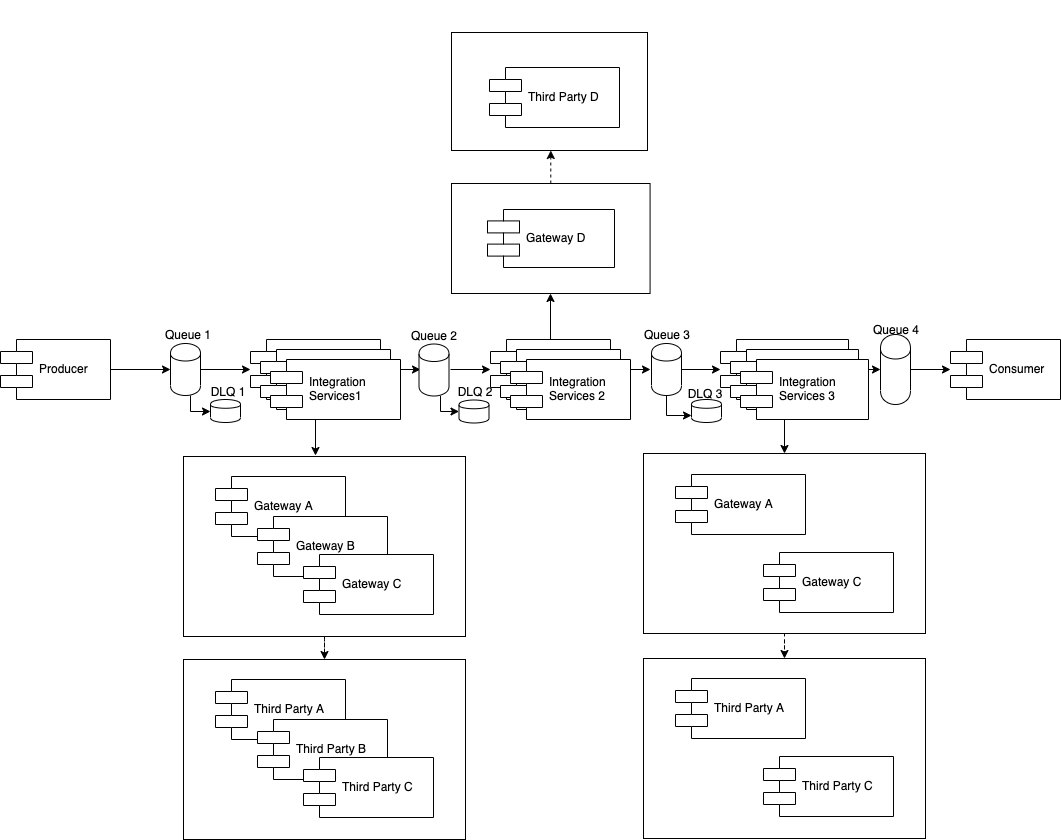 Third Party D
Gateway D
Queue 1
Queue 2
Queue 3
Queue 4
Producer
Integration
Services1
Integration
Services 2
Integration
Services 3
Consumer
DLQ 1
DLQ 2
DLQ 3
Gateway A
Gateway B
Gateway C
Gateway A
Gateway C
Third Party A
Third Party B
Third Party C
Third Party A
Third Party C